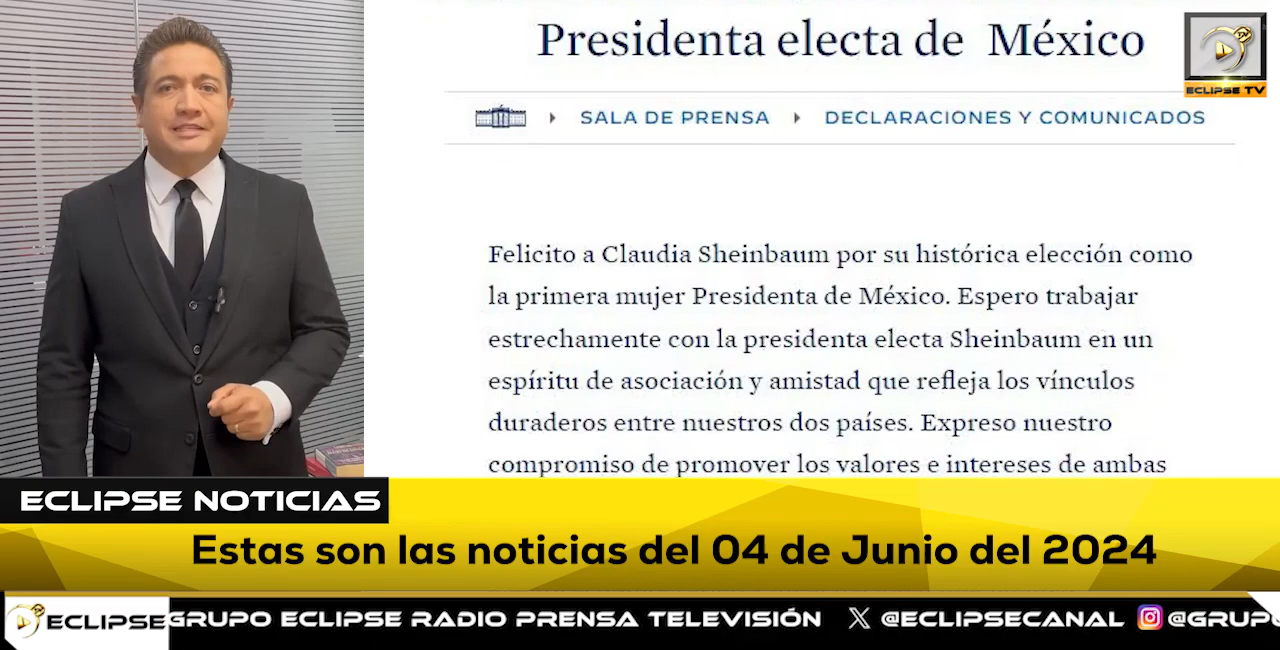 Presidenta electa de México
ECLIPSE TV
SALA DE PRENSA
DECLARACIONES Y COMUNICADOS
Felicito a Claudia Sheinbaum por su histórica elección como
la primera mujer Presidenta de México. Espero trabajar
estrechamente con la presidenta electa Sheinbaum en un
espíritu de asociación y amistad que refleja los vínculos
duraderos entre nuestros dos países. Expreso nuestro
compromiso de promover los valores e intereses de ambas
ECLIPSE NOTICIAS
Estas son las noticias del 04 de Junio del 2024
ECLIPSE GRUPO ECLIPSE RADIO PRENSA TELEVISIÓN @ECLIPSECANAL @GRUPO